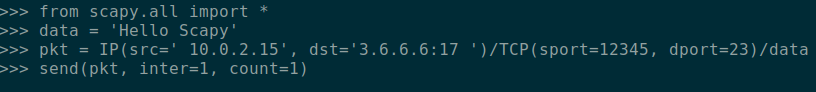 >>> from scapy.all import *
>>> data = 'Hello Scapy'
>>> pkt = IP(src=' 10.0.2.15', dst='3.6.6.6:17 ')/TCP(sport=12345, dport=23)/data
>>> send(pkt, inter=1, count=1)